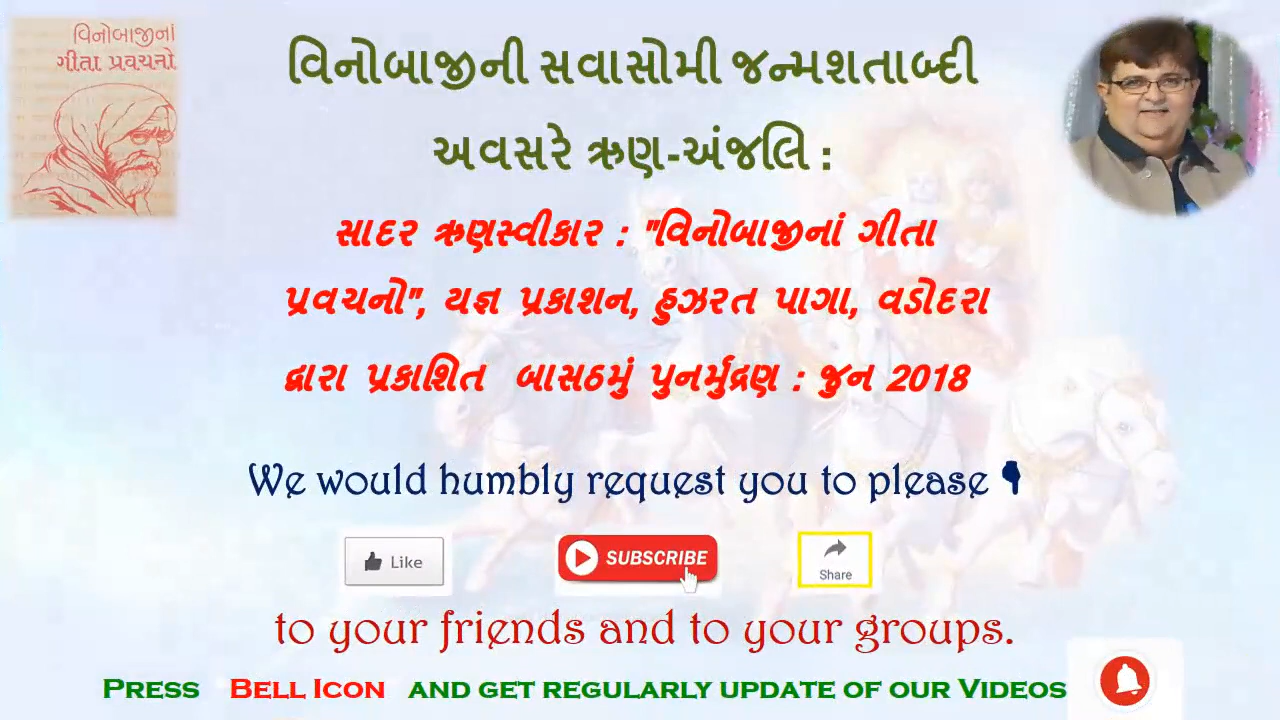 વિનોબાજીનાં
ગીતા પ્રવચનો
વિનોબાજીની સવાસોમી જન્મશતાબ્દી
અવસરે ઋણ-અંજલિ :
સાદર ઋણસ્વીકાર : "વિનોબાજીનાં ગીતા
પ્રવચનો", યજ્ઞ પ્રકાશન, હુઝરત પાગા, વડોદરા
દ્વારા પ્રકાશિત બાસઠમું પુનર્મુદ્રણ : જુન 2018
We would humbly request you to please 👇
Like
SUBSCRIBE
Share
to your friends and to your groups.
PRESS BELL ICON AND GET REGULARLY UPDATE OF OUR VIDEOS